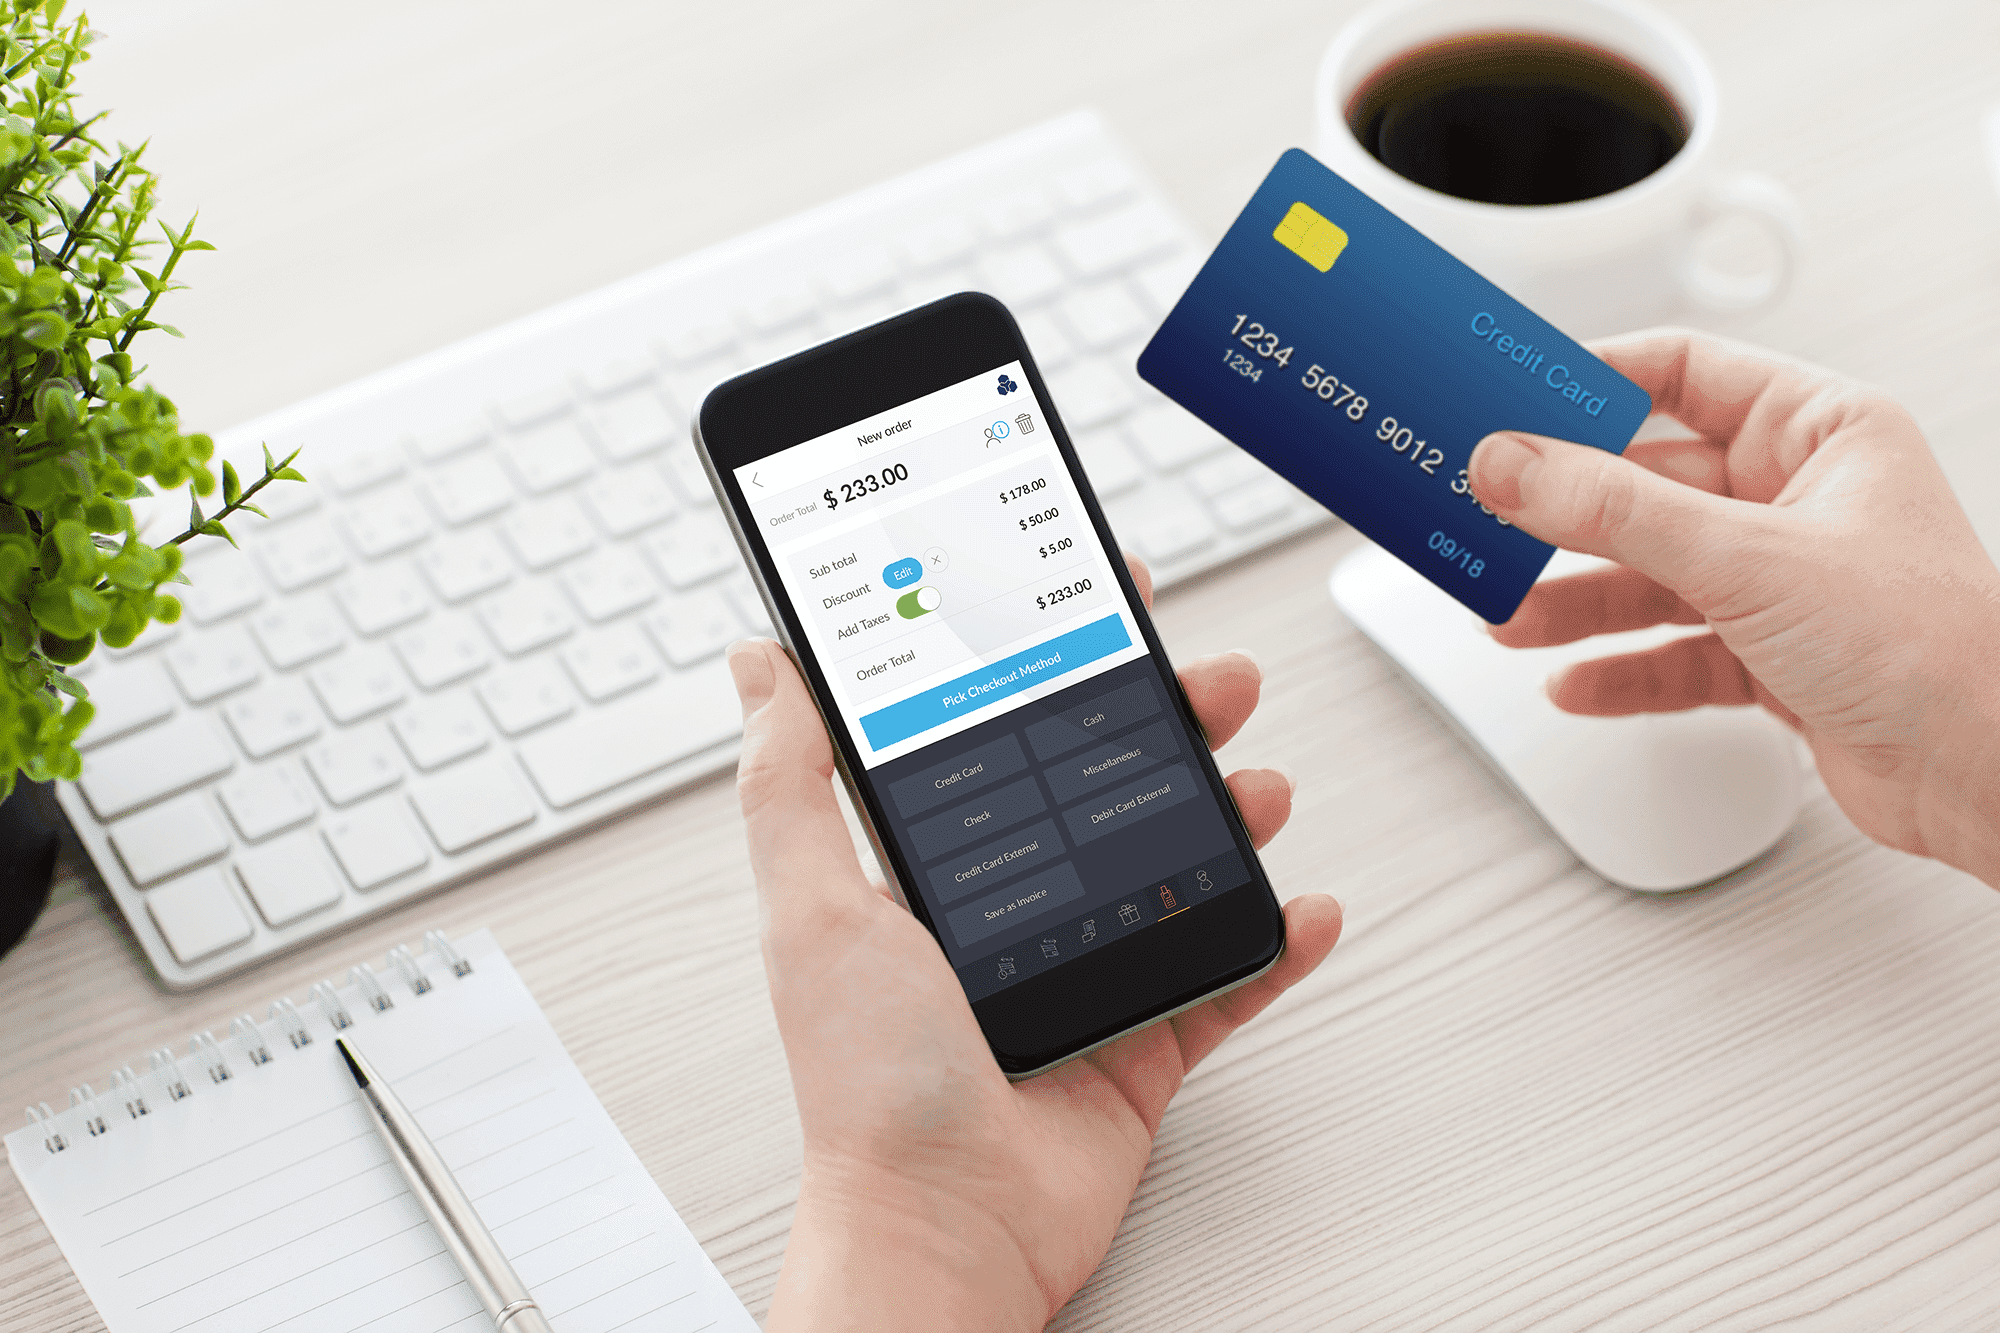 New order
Order Total $ 233.00
Sub total $ 178.00
Discount Edit $ 50.00
Add Taxes $ 5.00
Order Total $ 233.00
Pick Checkout Method
Credit Card Cash
Check Miscellaneous
Credit Card External Debit Card External
Save as Invoice
Credit Card
1234 5678 9012
1234
09/18